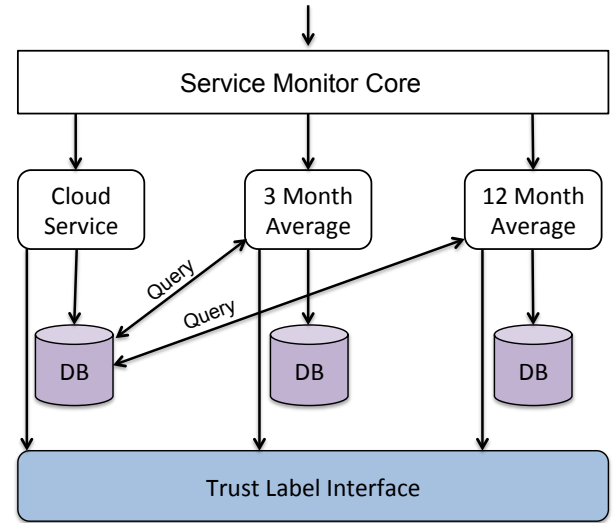 Service Monitor Core
Cloud
Service
3 Month
Average
12 Month
Average
Query
Query
DB
DB
DB
Trust Label Interface